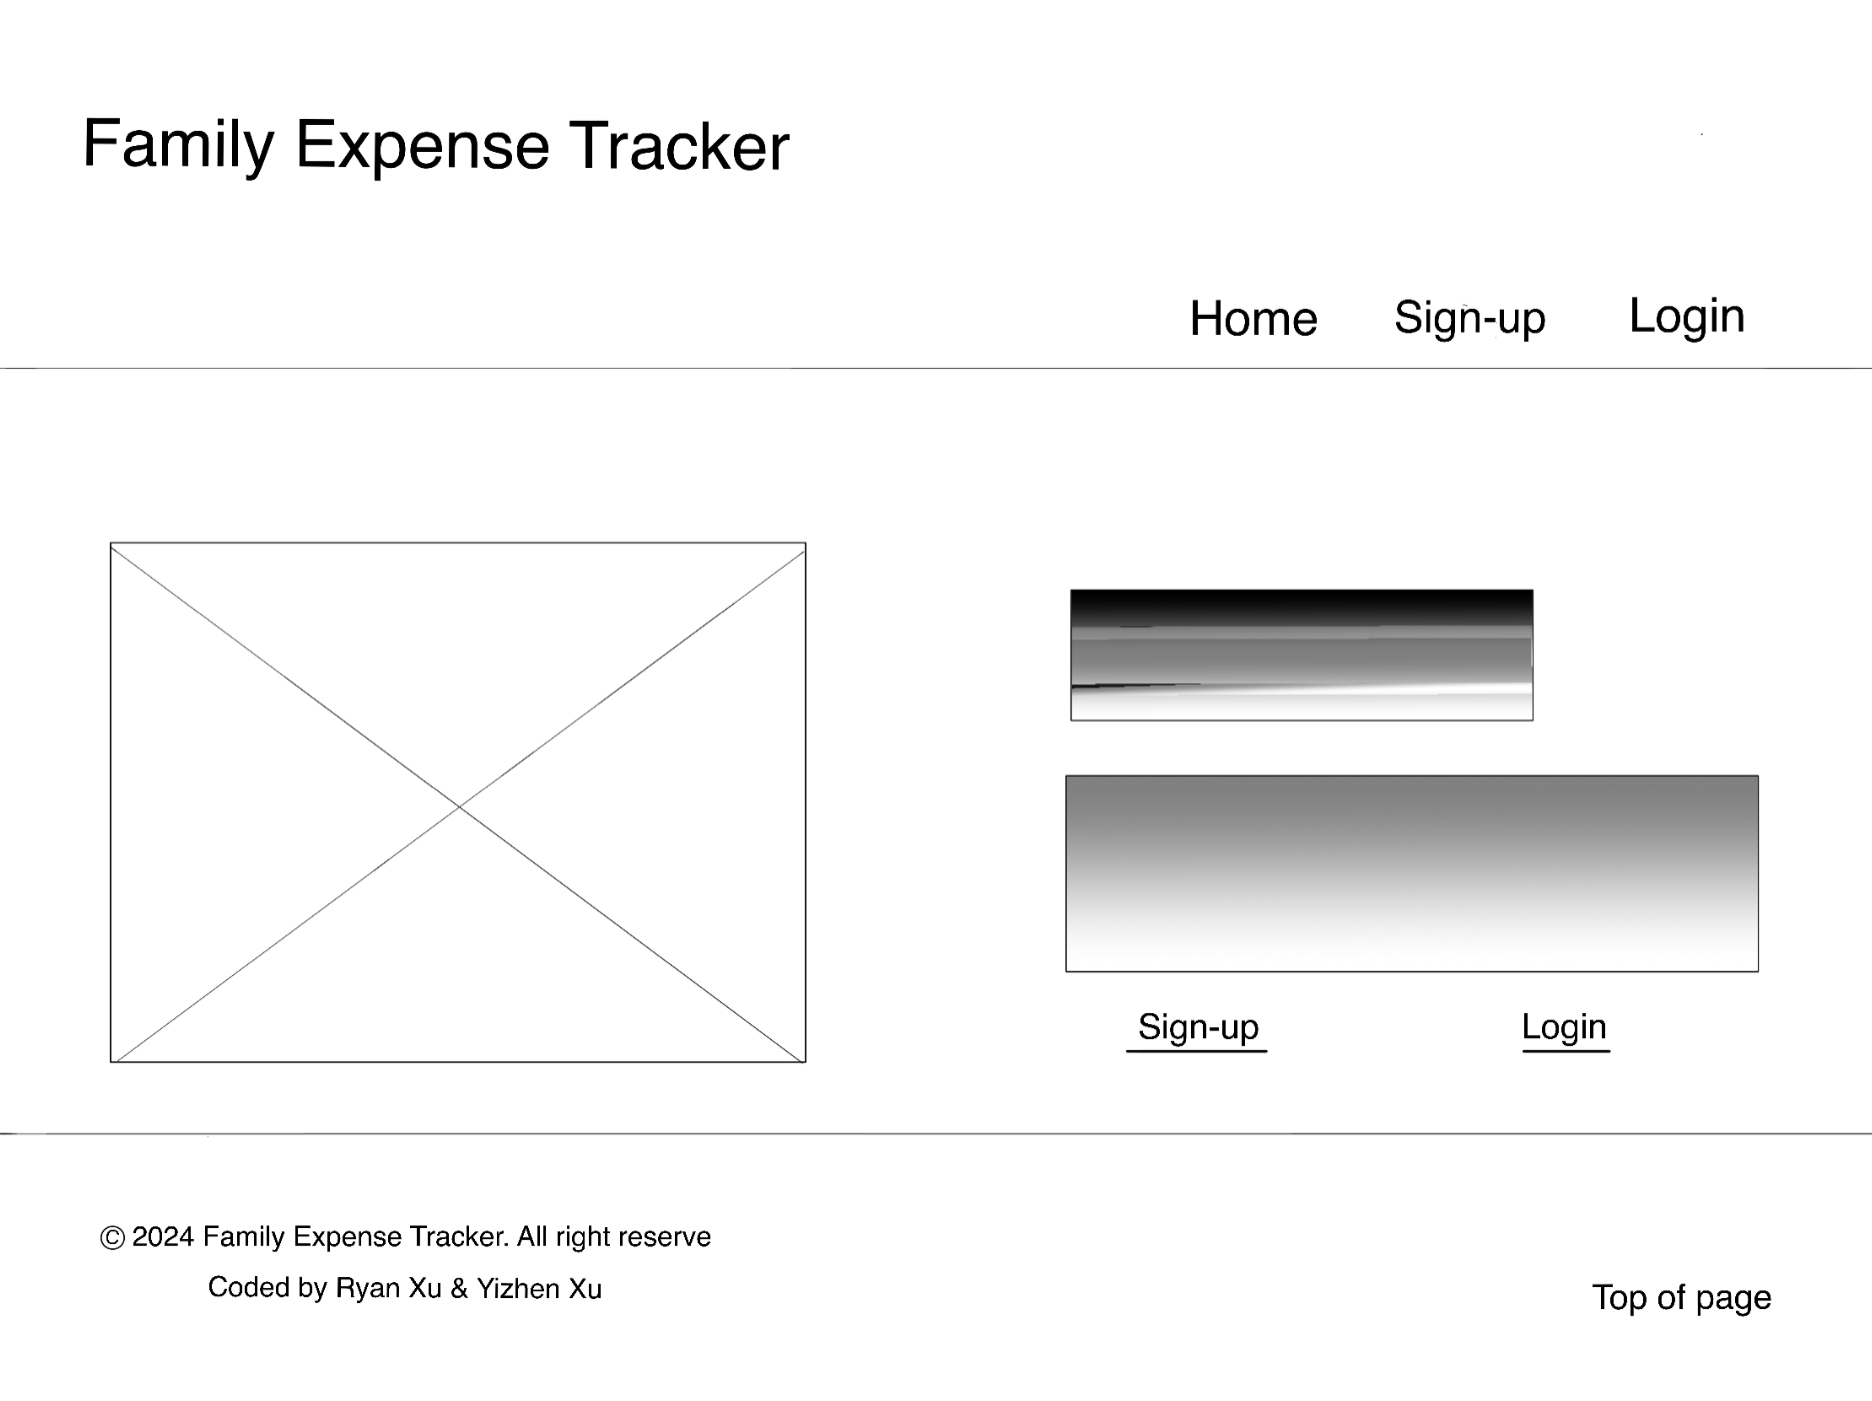 Family Expense Tracker
Home Sign-up Login
Sign-up Login
© 2024 Family Expense Tracker. All right reserve
Coded by Ryan Xu & Yizhen Xu
Top of page